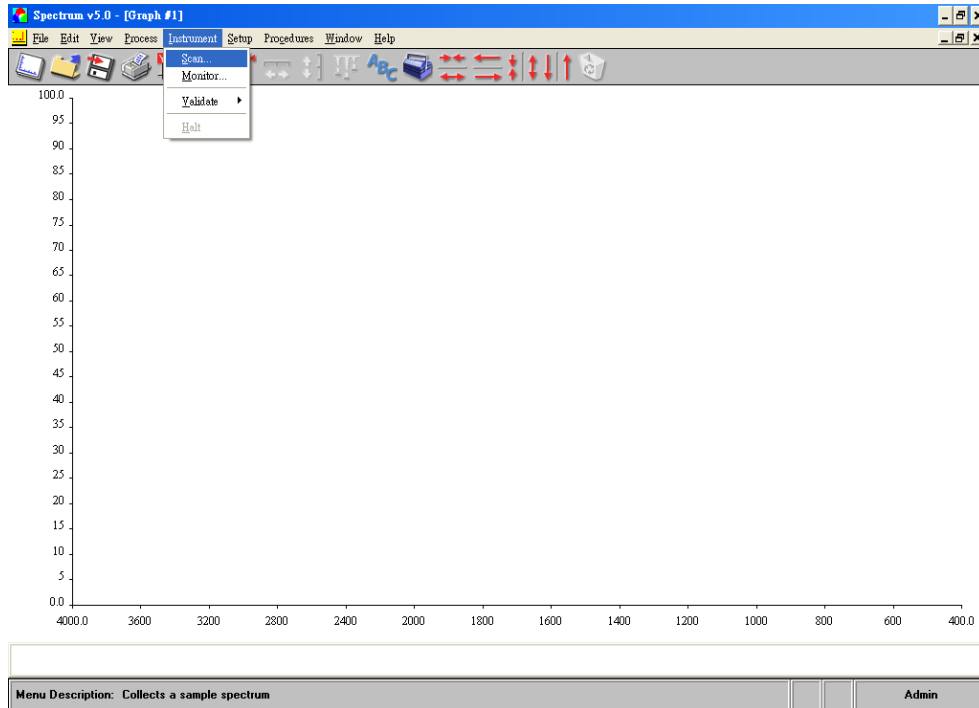 Spectrum v5.0 - [Graph #1]
File Edit View Process Instrument Setup Procedures Window Help
Scan...
Monitor...
Validate
Halt
ABC
100.0
95
90
85
80
75
70
65
60
55
50
45
40
35
30
25
20
15
10
5
0.0
4000.0 3600 3200 2800 2400 2000 1800 1600 1400 1200 1000 800 600 400.0
Menu Description: Collects a sample spectrum Admin